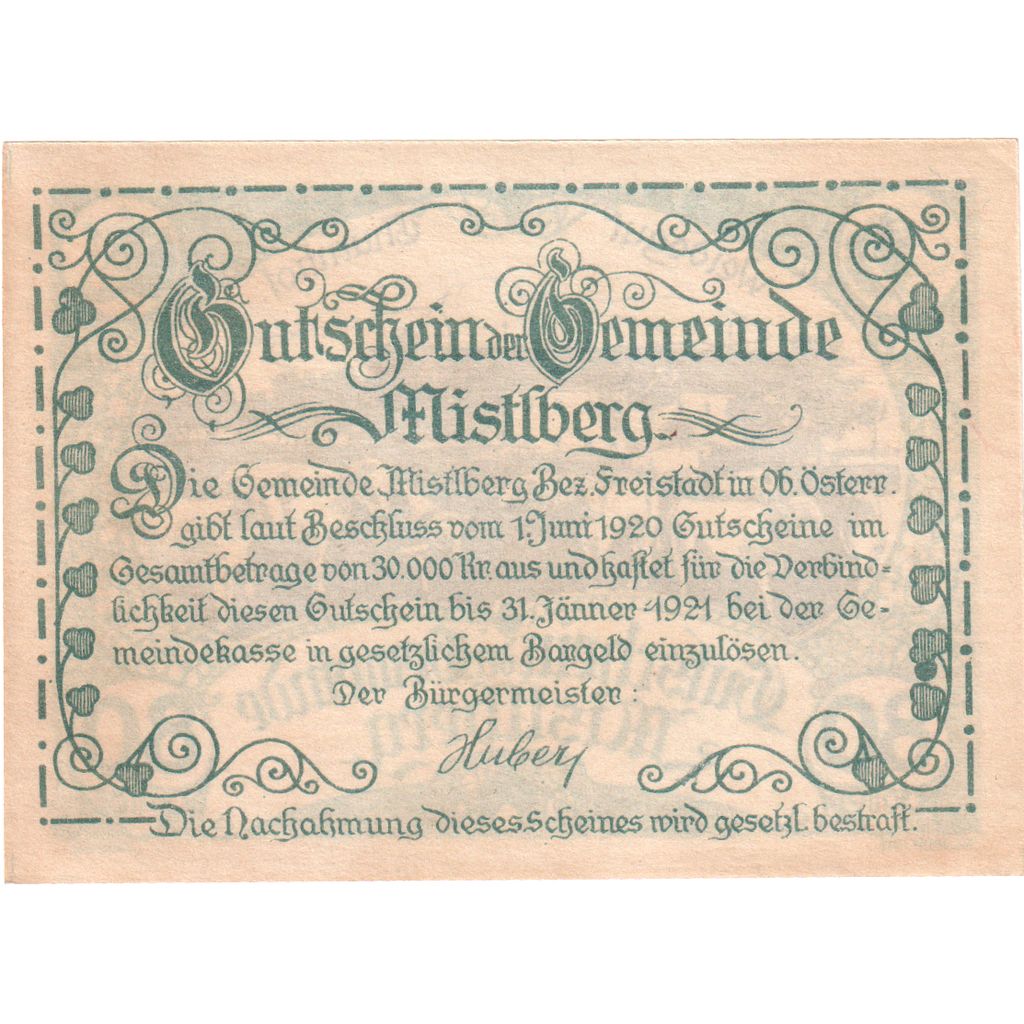 Gutschein der Gemeinde
Mistlberg
Die Gemeinde Mistlberg Bez. Freistadt in Ob. Österr.
gibt laut Beschluss vom 1. Juni 1920 Gutscheine im
Gesamtbetrage von 30.000 Kr. aus und haftet für die Verbind-
lichkeit diesen Gutschein bis 31. Jänner 1921 bei der Ge-
meindekasse in gesetzlichem Bargeld einzulösen.
Der Bürgermeister:
Huber
Die Nachahmung dieses Scheines wird gesetzl. bestraft.